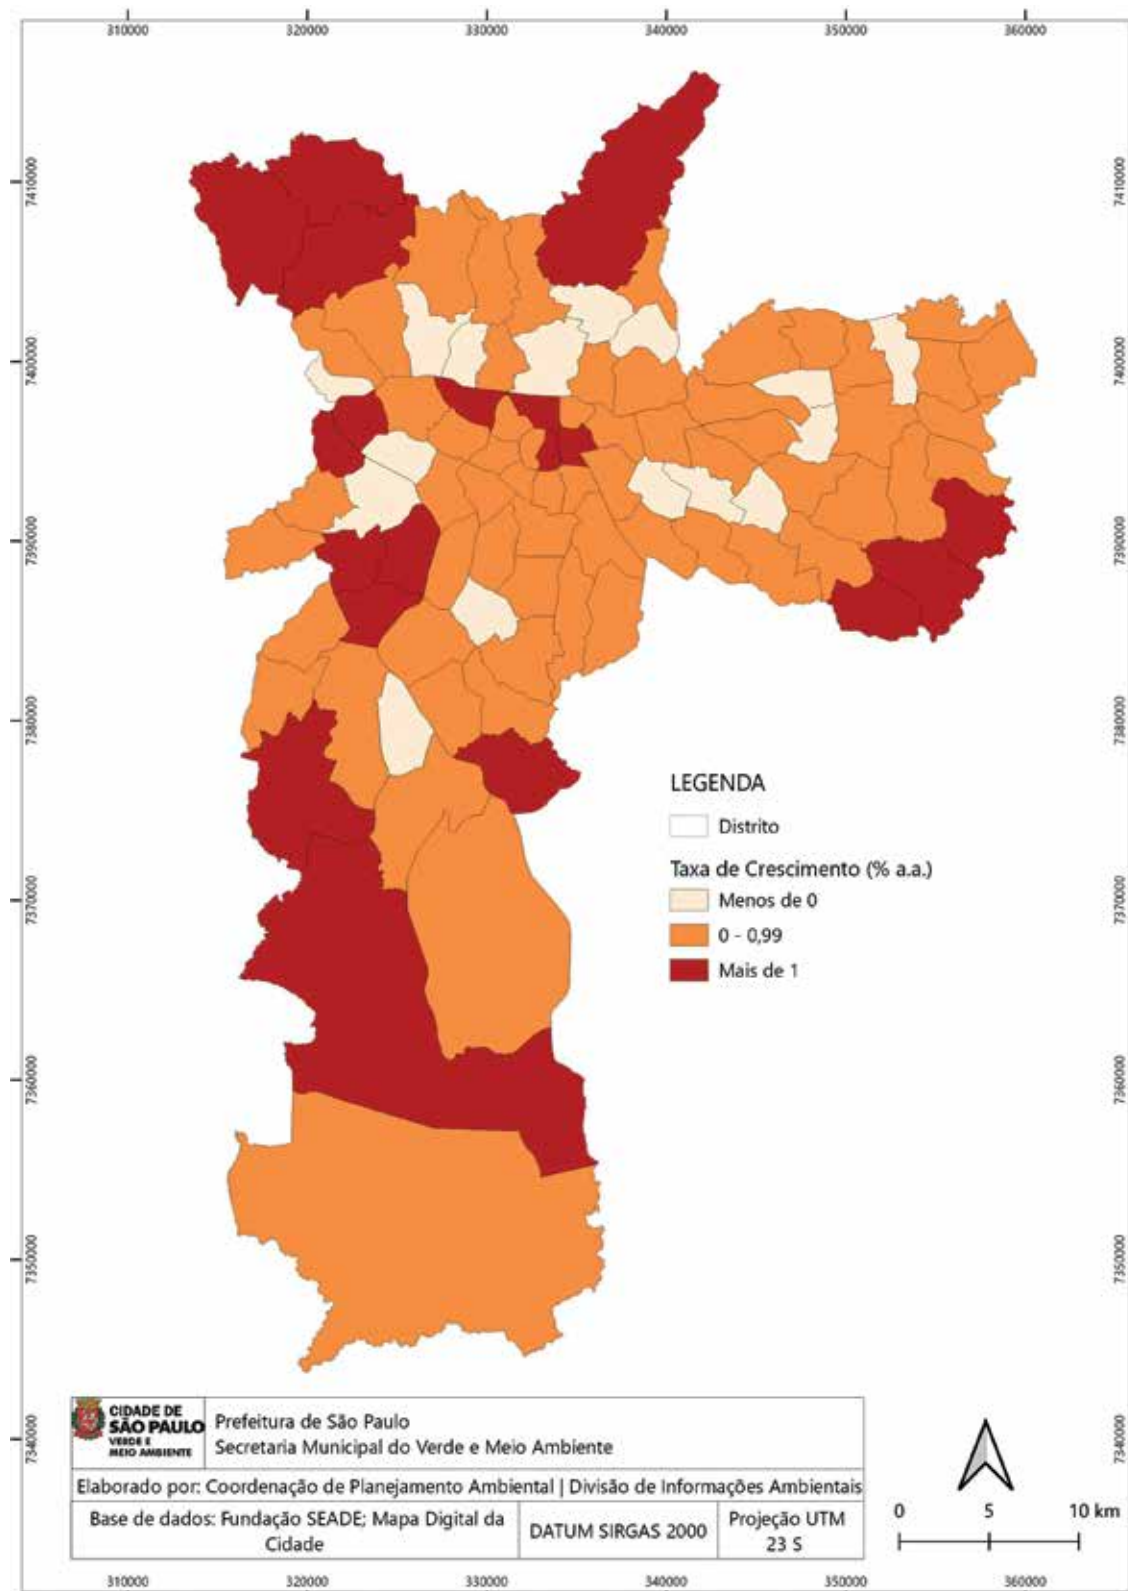 310000 320000 330000 340000 350000 360000
7410000 7410000
7400000 7400000
7390000 7390000
7380000 7380000
LEGENDA
Distrito
Taxa de Crescimento (% a.a.)
Menos de 0
0 - 0,99
Mais de 1
7370000 7370000
7360000 7360000
7350000 7350000
7340000 7340000
CIDADE DE
SÃO PAULO
VERDE E
MEIO AMBIENTE
Prefeitura de São Paulo
Secretaria Municipal do Verde e Meio Ambiente
Elaborado por: Coordenação de Planejamento Ambiental | Divisão de Informações Ambientais
Base de dados: Fundação SEADE; Mapa Digital da
Cidade
DATUM SIRGAS 2000
Projeção UTM
23 S
0 5 10 km
310000 320000 330000 340000 350000 360000